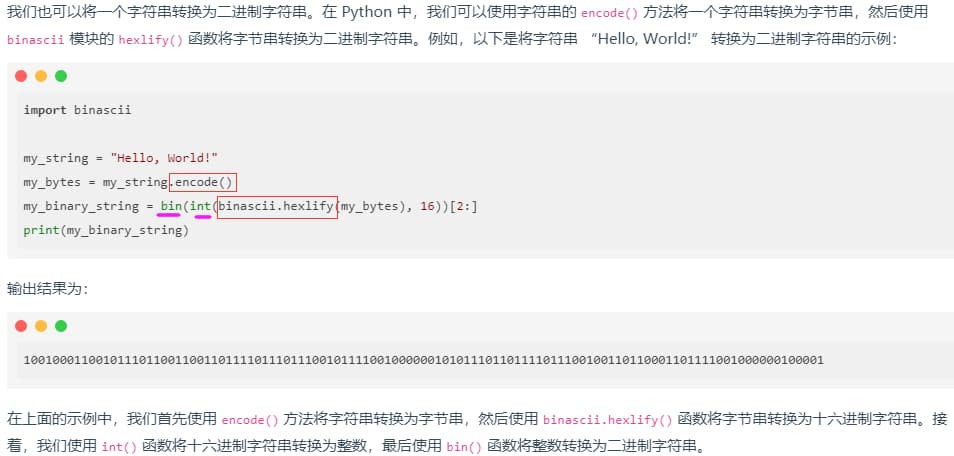 我们也可以将一个字符串转换为二进制字符串。在 Python 中，我们可以使用字符串的 encode() 方法将一个字符串转换为字节串，然后使用
binascii 模块的 hexlify() 函数将字节串转换为二进制字符串。例如，以下是将字符串 “Hello, World!” 转换为二进制字符串的示例：
import binascii
my_string = "Hello, World!"
my_bytes = my_string.encode()
my_binary_string = bin(int(binascii.hexlify(my_bytes), 16))[2:]
print(my_binary_string)
输出结果为：
在上面的示例中，我们首先使用 encode() 方法将字符串转换为字节串，然后使用 binascii.hexlify() 函数将字节串转换为十六进制字符串。接
着，我们使用 int() 函数将十六进制字符串转换为整数，最后使用 bin() 函数将整数转换为二进制字符串。